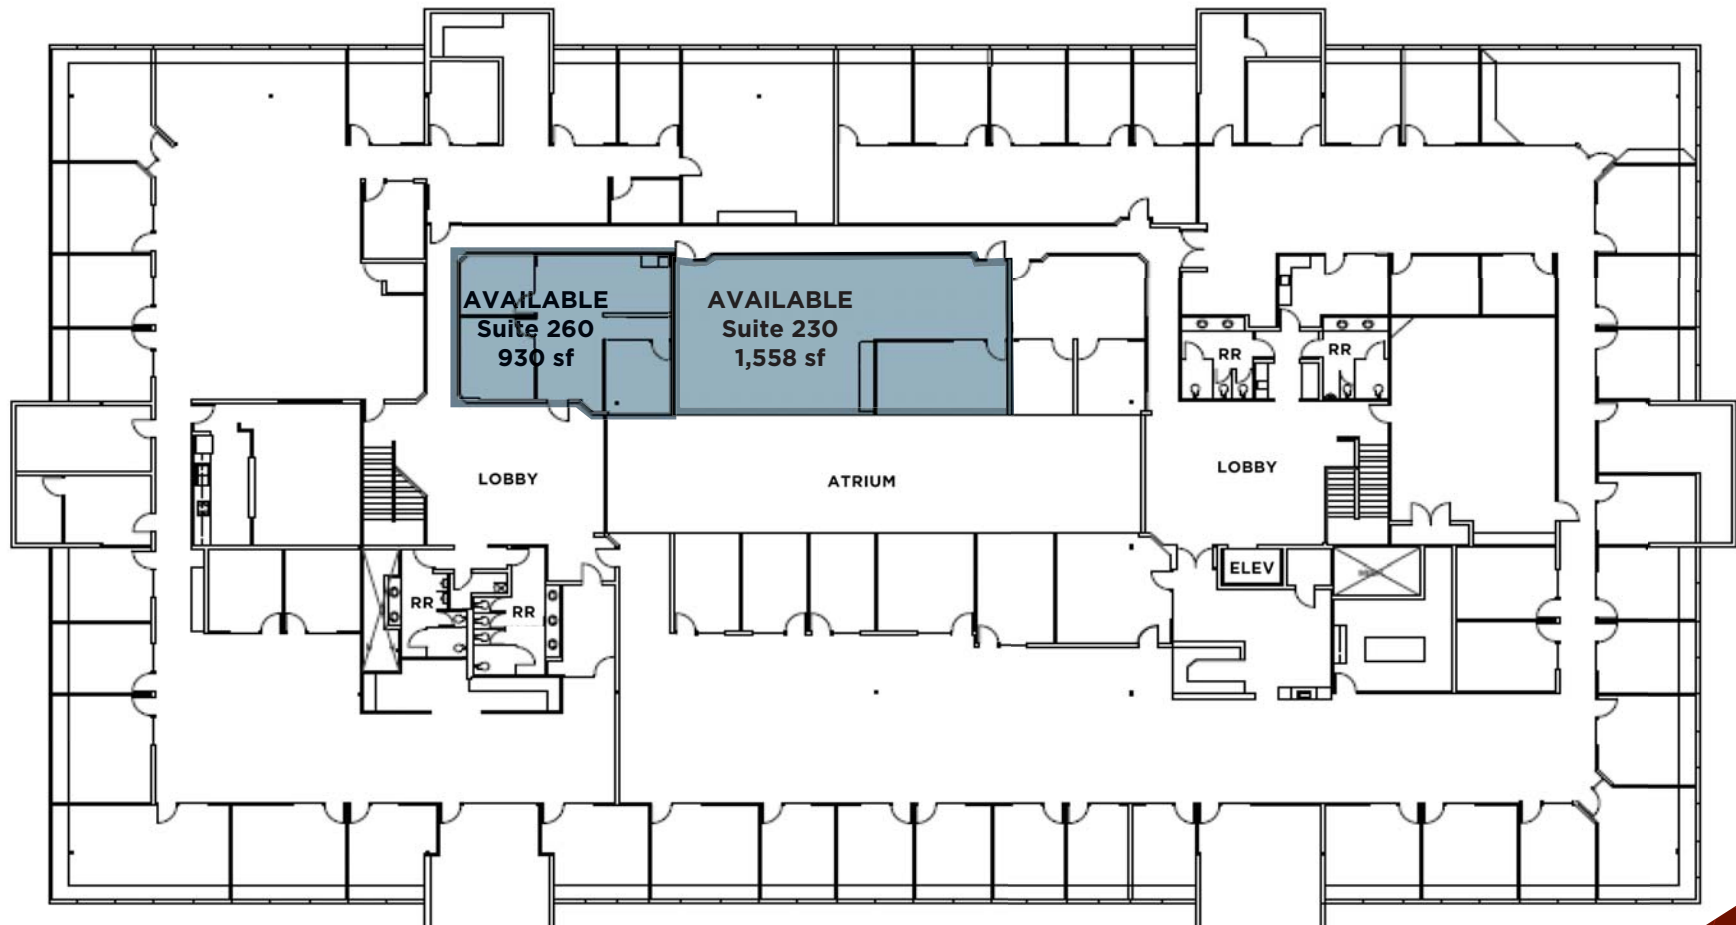 AVAILABLE
Suite 260
930 sf
AVAILABLE
Suite 230
1,558 sf
RR
RR
LOBBY
ATRIUM
LOBBY
ELEV
RR
RR